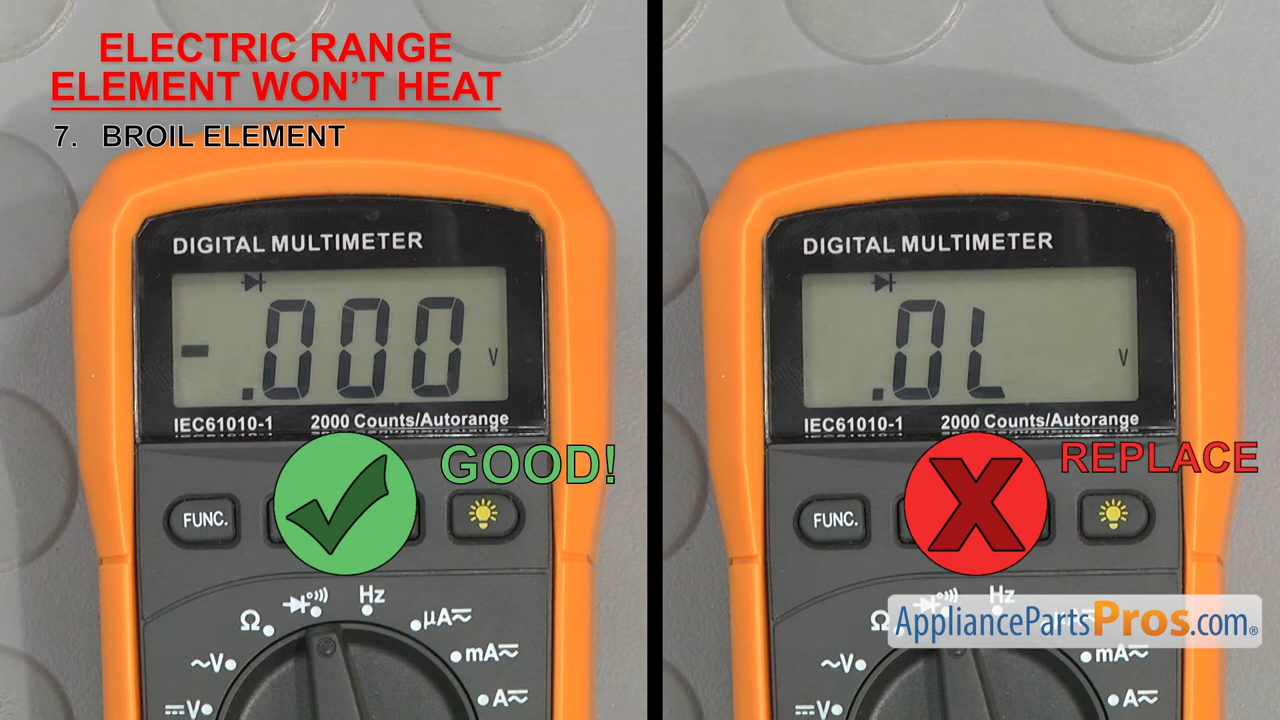 ELECTRIC RANGE
ELEMENT WON'T HEAT
7. BROIL ELEMENT
DIGITAL MULTIMETER
-.000 V
IEC61010-1 2000 Counts/Autorange
GOOD!
FUNC.
Hz
Ω
µA
~V
mA
V
A
DIGITAL MULTIMETER
.0L V
IEC61010-1 2000 Counts/Autorange
REPLACE
X
FUNC.
Hz
Ω
AppliancePartsPros.com®
~V
mA
V
A